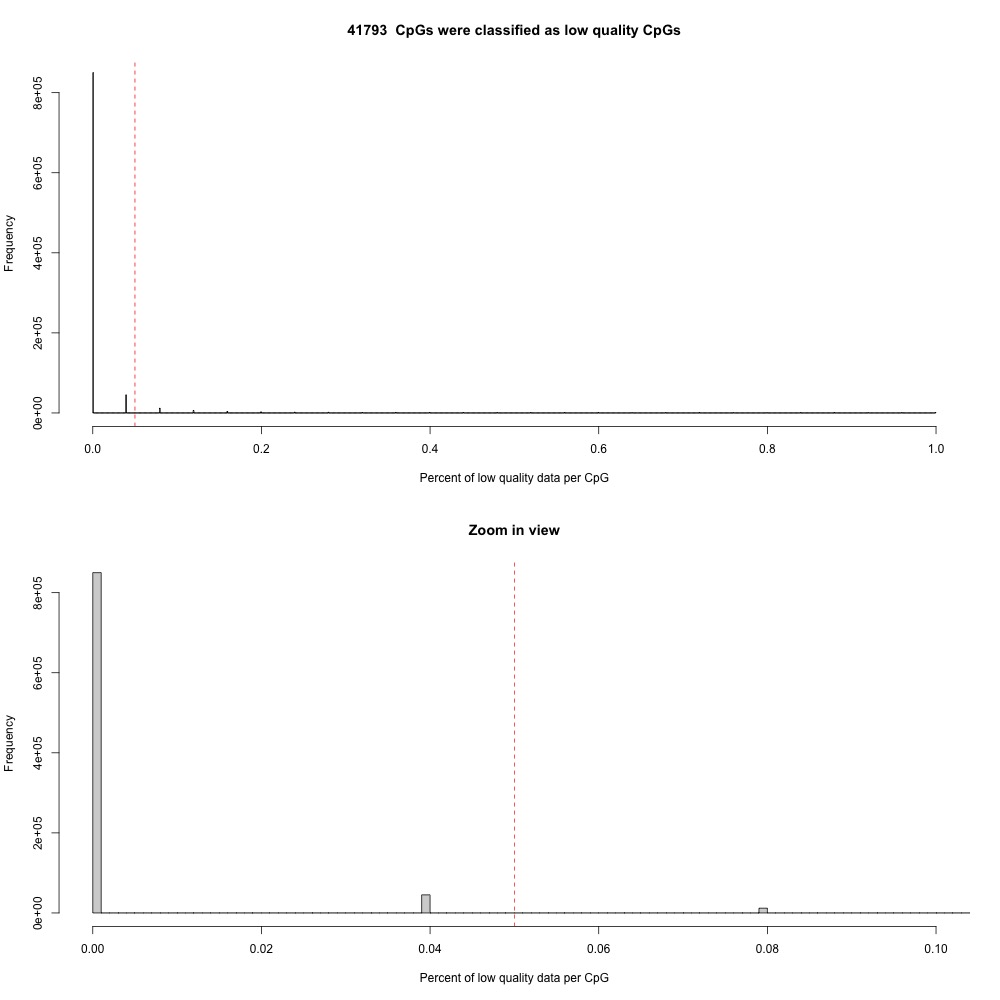 41793  CpGs were classified as low quality CpGs
Frequency
8e+05
6e+05
4e+05
2e+05
0e+00
0.0 0.2 0.4 0.6 0.8 1.0
Percent of low quality data per CpG
Zoom in view
Frequency
8e+05
6e+05
4e+05
2e+05
0e+00
0.00 0.02 0.04 0.06 0.08 0.10
Percent of low quality data per CpG